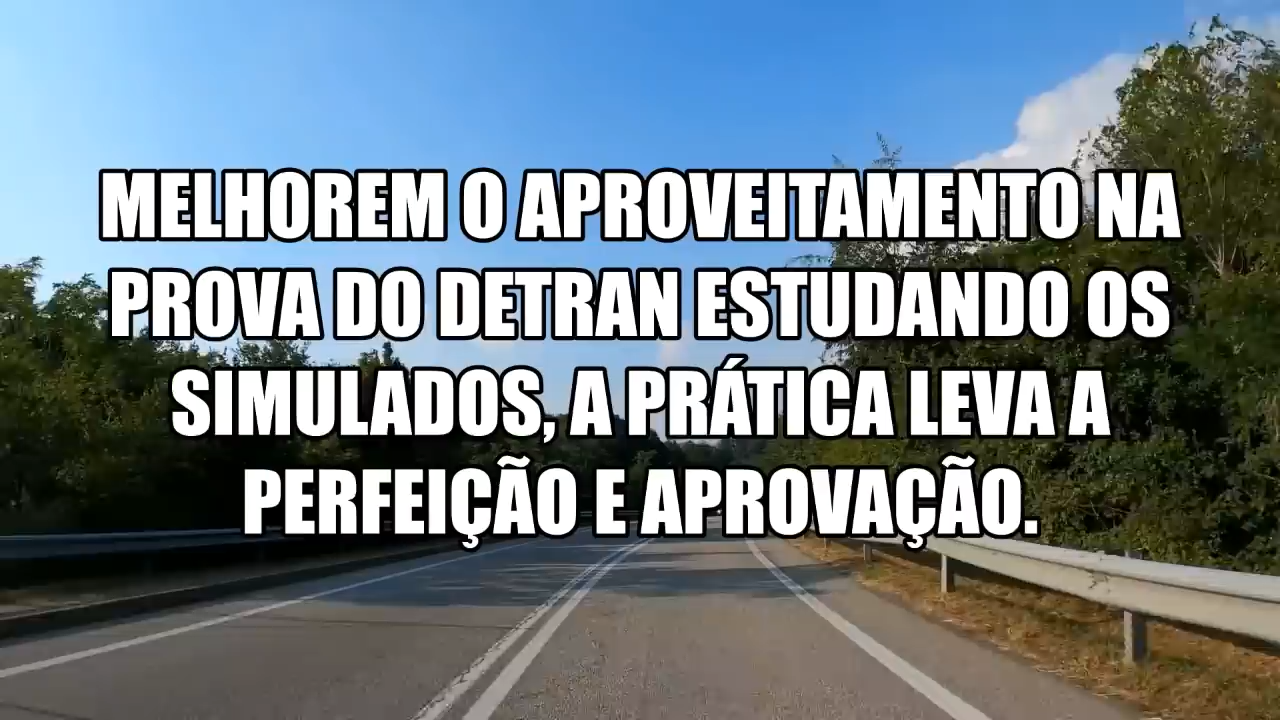 MELHOREM O APROVEITAMENTO NA
PROVA DO DETRAN ESTUDANDO OS
SIMULADOS, A PRÁTICA LEVA A
PERFEIÇÃO E APROVAÇÃO.